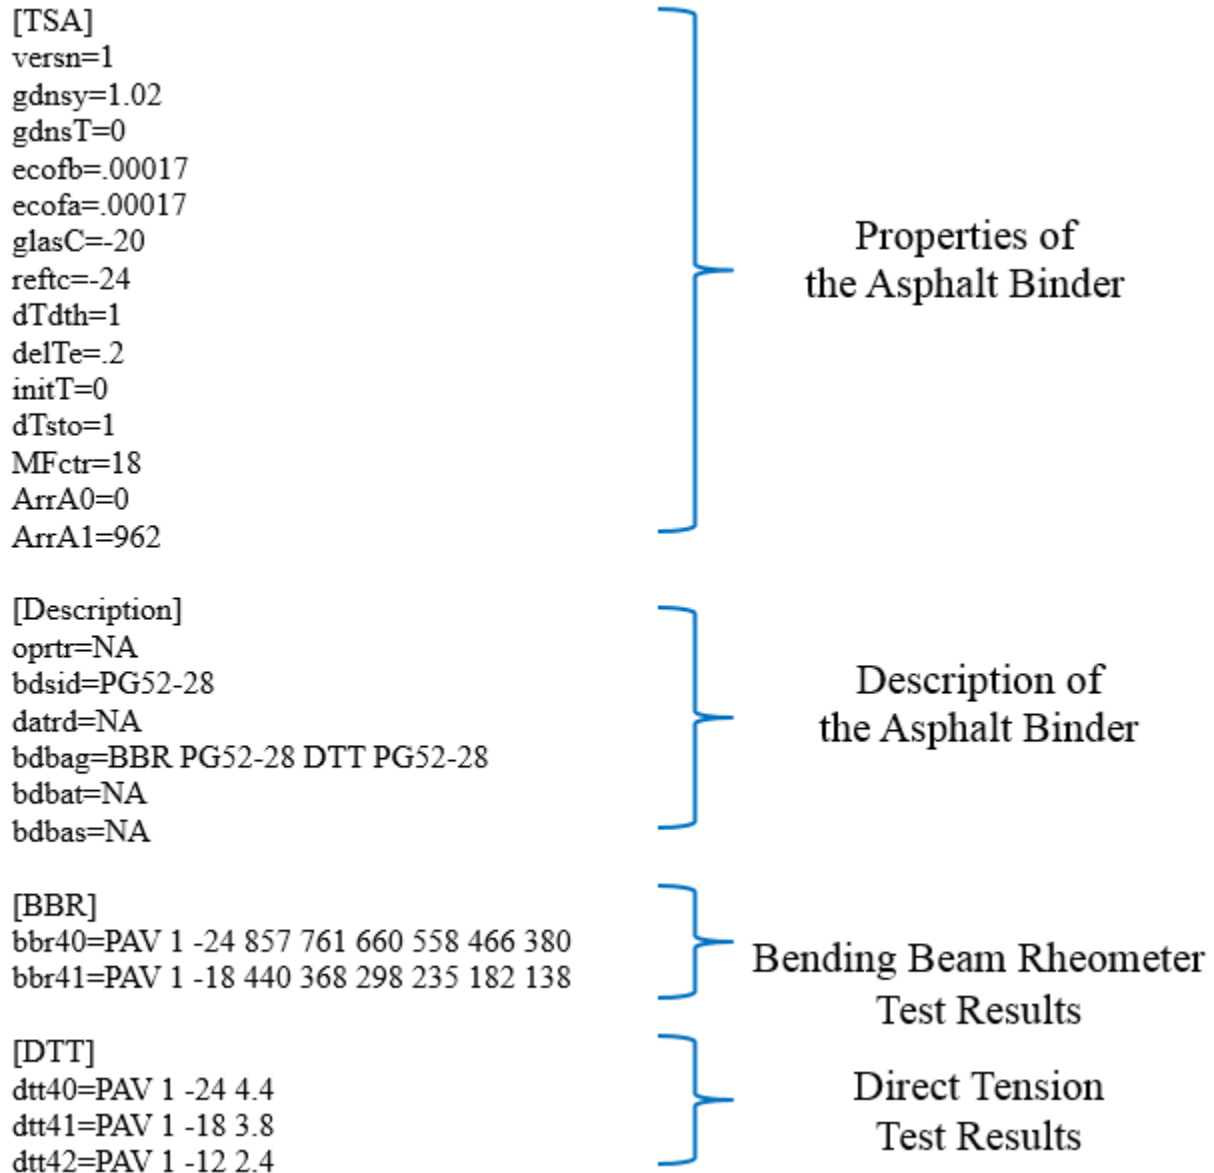 [TSA]
versn=1
gdnsy=1.02
gdnsT=0
ecofb=.00017
ecofa=.00017
glasC=-20
reftc=-24
dTdth=1
delTe=.2
initT=0
dTsto=1
MFctr=18
ArrA0=0
ArrA1=962
Properties of
the Asphalt Binder
[Description]
oprtr=NA
bdsid=PG52-28
datrd=NA
bdbag=BBR PG52-28 DTT PG52-28
bdbat=NA
bdbas=NA
Description of
the Asphalt Binder
[BBR]
bbr40=PAV 1 -24 857 761 660 558 466 380
bbr41=PAV 1 -18 440 368 298 235 182 138
Bending Beam Rheometer
Test Results
[DTT]
dtt40=PAV 1 -24 4.4
dtt41=PAV 1 -18 3.8
dtt42=PAV 1 -12 2.4
Direct Tension
Test Results